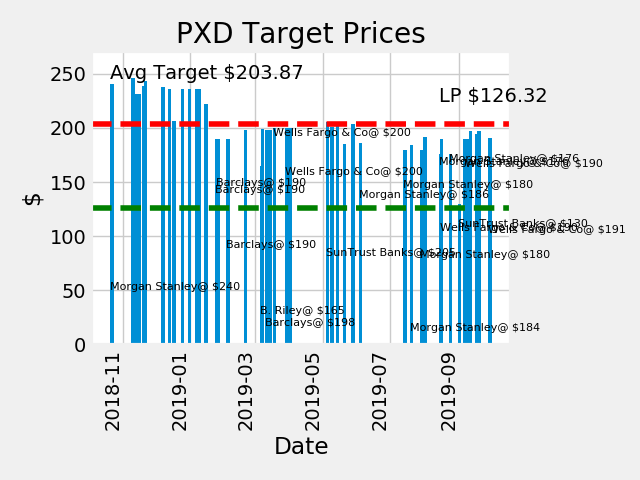 PXD Target Prices
Avg Target $203.87
LP $126.32
Wells Fargo & Co@ $200
Morgan Stanley@ $176
Wells Fargo & Co@ $190
Wells Fargo & Co@ $200
Barclays@ $190
Barclays@ $190
Morgan Stanley@ $180
Morgan Stanley@ $186
SunTrust Banks@ $130
Wells Fargo & Co@ $190
Wells Fargo & Co@ $191
Barclays@ $190
SunTrust Banks@ $205
Morgan Stanley@ $180
Morgan Stanley@ $240
B. Riley@ $165
Barclays@ $198
Morgan Stanley@ $184
250
200
150
100
50
0
$
2018-11
2019-01
2019-03
2019-05
2019-07
2019-09
Date